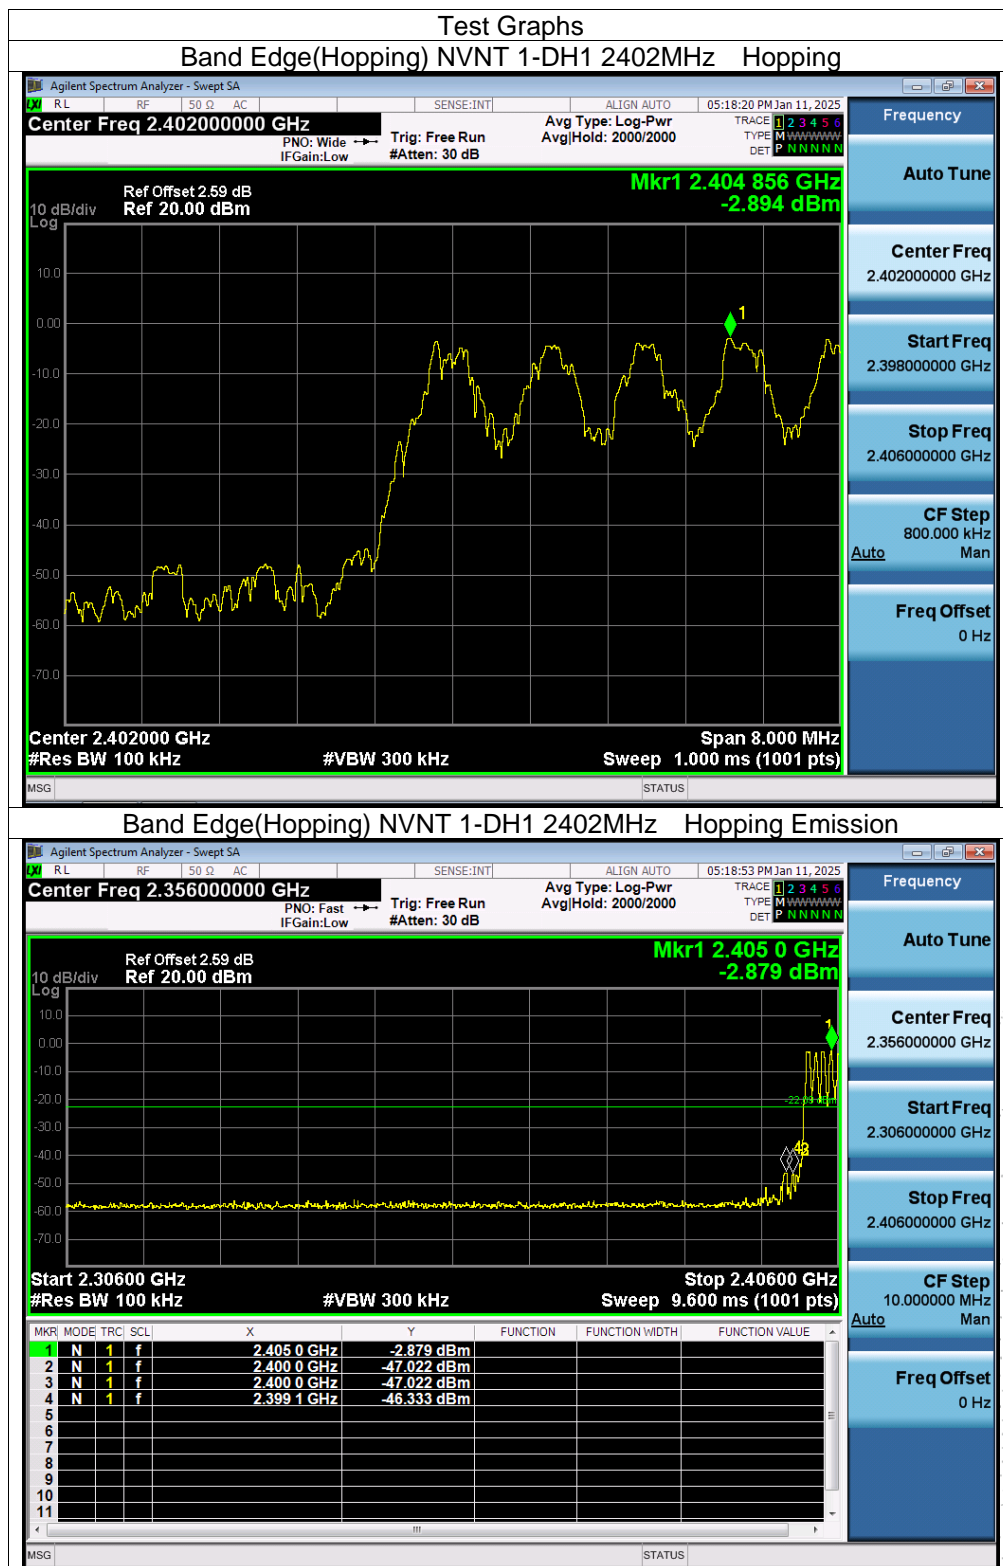 Test Graphs
Band Edge(Hopping) NVNT 1-DH1 2402MHz Hopping
Agilent Spectrum Analyzer - Swept SA
LXI RL RF 50 Ω AC SENSE:INT ALIGN AUTO 05:18:20 PM Jan 11, 2025
Center Freq 2.402000000 GHz
PNO: Wide
IFGain:Low
Trig: Free Run
#Atten: 30 dB
Avg Type: Log-Pwr
Avg|Hold: 2000/2000
TRACE 1 2 3 4 5 6
TYPE M WWWWW
DET P N N N N N
Frequency
Auto Tune
Center Freq
2.402000000 GHz
Start Freq
2.398000000 GHz
Stop Freq
2.406000000 GHz
CF Step
800.000 kHz
Auto Man
Freq Offset
0 Hz
Mkr1 2.404 856 GHz
-2.894 dBm
Ref Offset 2.59 dB
10 dB/div Ref 20.00 dBm
Log
10.0
0.00
-10.0
-20.0
-30.0
-40.0
-50.0
-60.0
-70.0
1
Center 2.402000 GHz Span 8.000 MHz
#Res BW 100 kHz #VBW 300 kHz Sweep 1.000 ms (1001 pts)
MSG STATUS
Band Edge(Hopping) NVNT 1-DH1 2402MHz Hopping Emission
Agilent Spectrum Analyzer - Swept SA
LXI RL RF 50 Ω AC SENSE:INT ALIGN AUTO 05:18:53 PM Jan 11, 2025
Center Freq 2.356000000 GHz
PNO: Fast
IFGain:Low
Trig: Free Run
#Atten: 30 dB
Avg Type: Log-Pwr
Avg|Hold: 2000/2000
TRACE 1 2 3 4 5 6
TYPE M WWWWW
DET P N N N N N
Frequency
Auto Tune
Center Freq
2.356000000 GHz
Start Freq
2.306000000 GHz
Stop Freq
2.406000000 GHz
CF Step
10.000000 MHz
Auto Man
Freq Offset
0 Hz
Mkr1 2.405 0 GHz
-2.879 dBm
Ref Offset 2.59 dB
10 dB/div Ref 20.00 dBm
Log
10.0
0.00
-10.0
-20.0
-30.0
-40.0
-50.0
-60.0
-70.0
1
Start 2.30600 GHz Stop 2.40600 GHz
#Res BW 100 kHz #VBW 300 kHz Sweep 9.600 ms (1001 pts)
MKR MODE TRC SCL X Y FUNCTION FUNCTION WIDTH FUNCTION VALUE
1 N 1 f 2.405 0 GHz -2.879 dBm
2 N 1 f 2.400 0 GHz -47.022 dBm
3 N 1 f 2.400 0 GHz -47.022 dBm
4 N 1 f 2.399 1 GHz -46.333 dBm
5
6
7
8
9
10
11
MSG STATUS